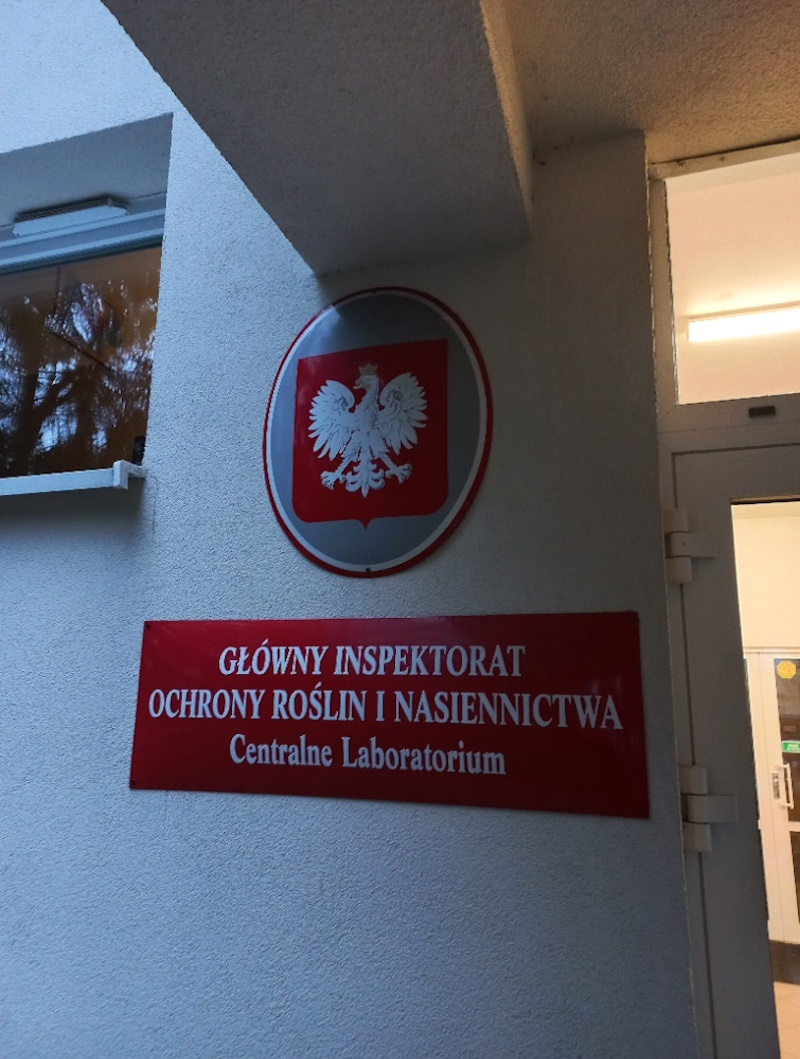 GŁÓWNY INSPEKTORAT
OCHRONY ROŚLIN I NASIENNICTWA
Centralne Laboratorium